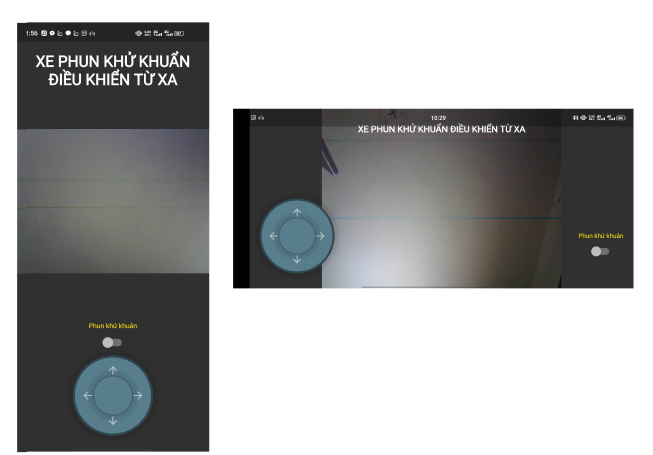 1:56
XE PHUN KHỬ KHUẨN
ĐIỀU KHIỂN TỪ XA
Phun khử khuẩn
10:29
XE PHUN KHỬ KHUẨN ĐIỀU KHIỂN TỪ XA
Phun khử khuẩn